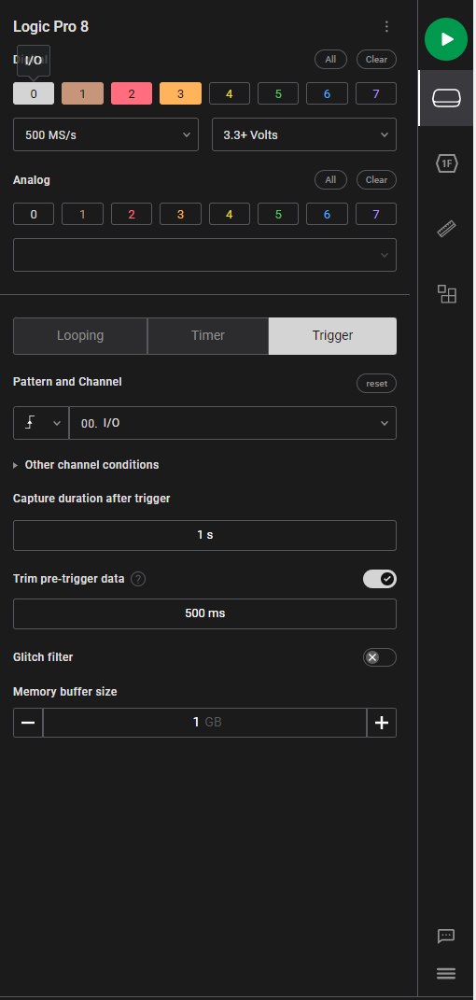 Logic Pro 8
I/O
All
Clear
0 1 2 3 4 5 6 7
500 MS/s
3.3+ Volts
1F
Analog
All
Clear
0 1 2 3 4 5 6 7
Looping
Timer
Trigger
Pattern and Channel
reset
00. I/O
Other channel conditions
Capture duration after trigger
1 s
Trim pre-trigger data ?
500 ms
Glitch filter
Memory buffer size
1 GB